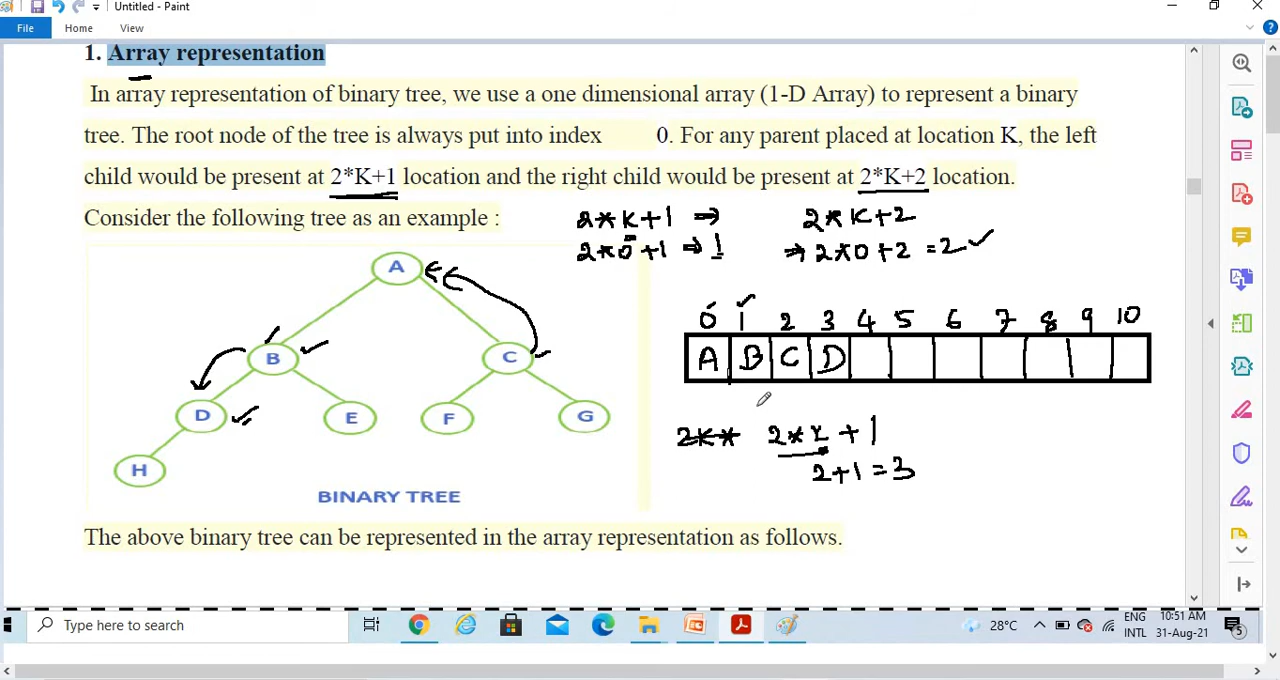 Untitled - Paint
File Home View
1. Array representation
In array representation of binary tree, we use a one dimensional array (1-D Array) to represent a binary
tree. The root node of the tree is always put into index 0. For any parent placed at location K, the left
child would be present at 2*K+1 location and the right child would be present at 2*K+2 location.
Consider the following tree as an example :
2*K+1 ⇒ 2*K+2
2*0+1 ⇒ 1 ⇒ 2*0+2 =2 ✓
A
B C
D E F G
H
BINARY TREE
0 1 2 3 4 5 6 7 8 9 10
A B C D
2*K+1
2+1=3
The above binary tree can be represented in the array representation as follows.
Type here to search
28°C
ENG 10:51 AM
INTL 31-Aug-21
5